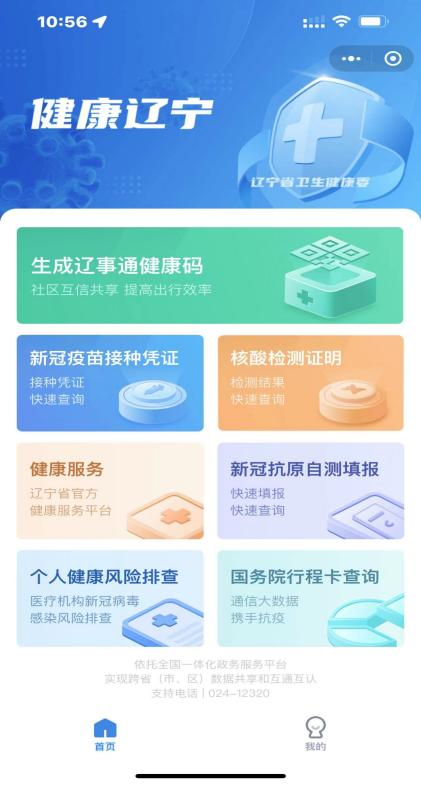 10:56
健康辽宁
辽宁省卫生健康委
生成辽事通健康码
社区互信共享 提高出行效率
新冠疫苗接种凭证
接种凭证
快速查询
核酸检测证明
检测结果
快速查询
健康服务
辽宁省官方
健康服务平台
新冠抗原自测填报
快速填报
快速查询
个人健康风险排查
医疗机构新冠病毒
感染风险排查
国务院行程卡查询
通信大数据
携手抗疫
依托全国一体化政务服务平台
实现跨省（市、区）数据共享和互通互认
支持电话 | 024-12320
首页
我的